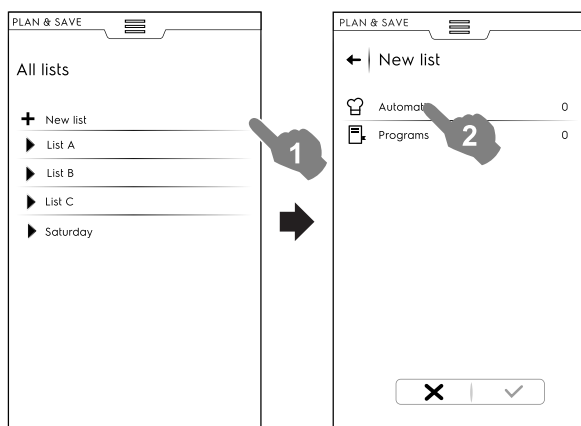 PLAN & SAVE
All lists
New list
List A
List B
List C
Saturday
1
PLAN & SAVE
New list
0
Programs 0
2